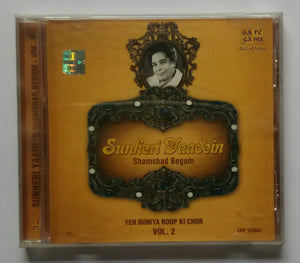 SUNHERI YAADEIN SHAMSHAD BEGUM - VOL. 2
sa re
ga ma
Sunheri Yaadein
Shamshad Begum
YEH DUNIYA ROOP KI CHOR
VOL. 2